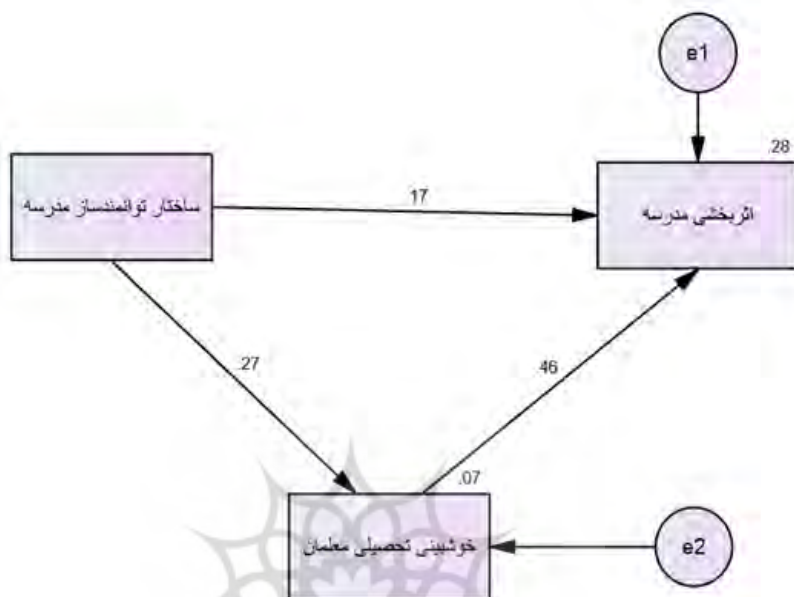 e1
.28
ساختار توانمندساز مدرسه
.17
اثربخشی مدرسه
.27
.46
.07
خوشبینی تحصیلی معلمان
e2